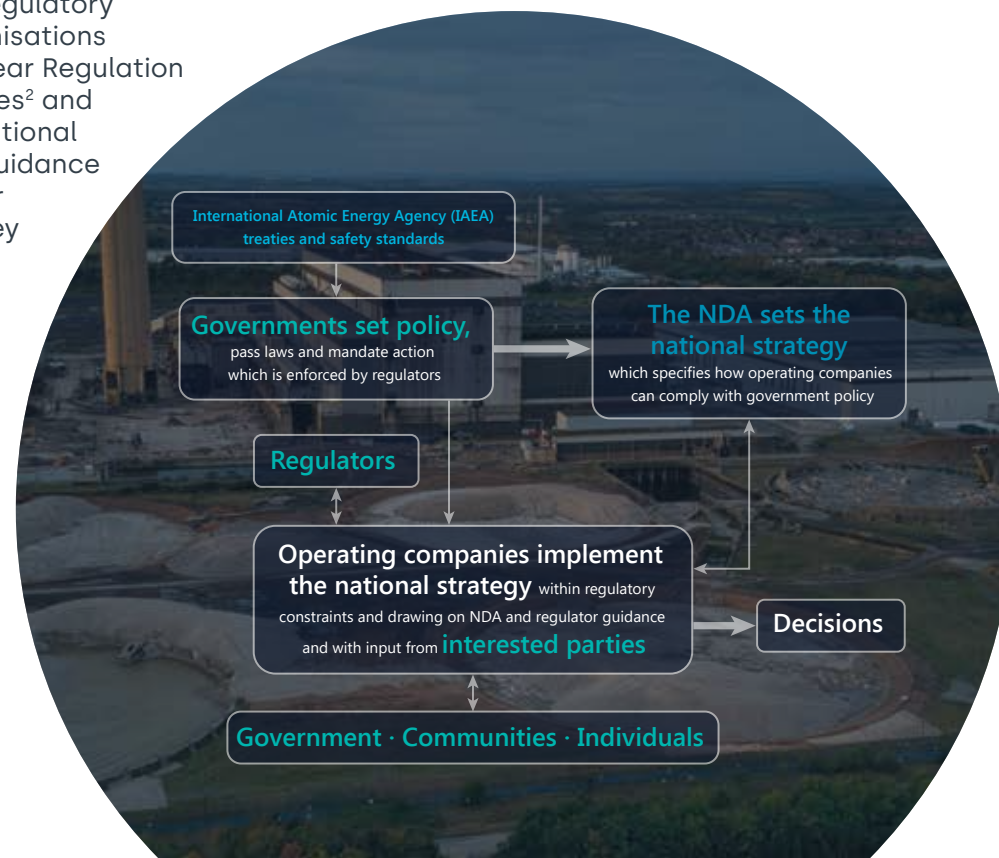 nisations
ear Regulation
es² and
tional
uidance
ey
International Atomic Energy Agency (IAEA)
treaties and safety standards
Governments set policy,
pass laws and mandate action
which is enforced by regulators
The NDA sets the
national strategy
which specifies how operating companies
can comply with government policy
Regulators
Operating companies implement
the national strategy within regulatory
constraints and drawing on NDA and regulator guidance
and with input from interested parties
Decisions
Government · Communities · Individuals